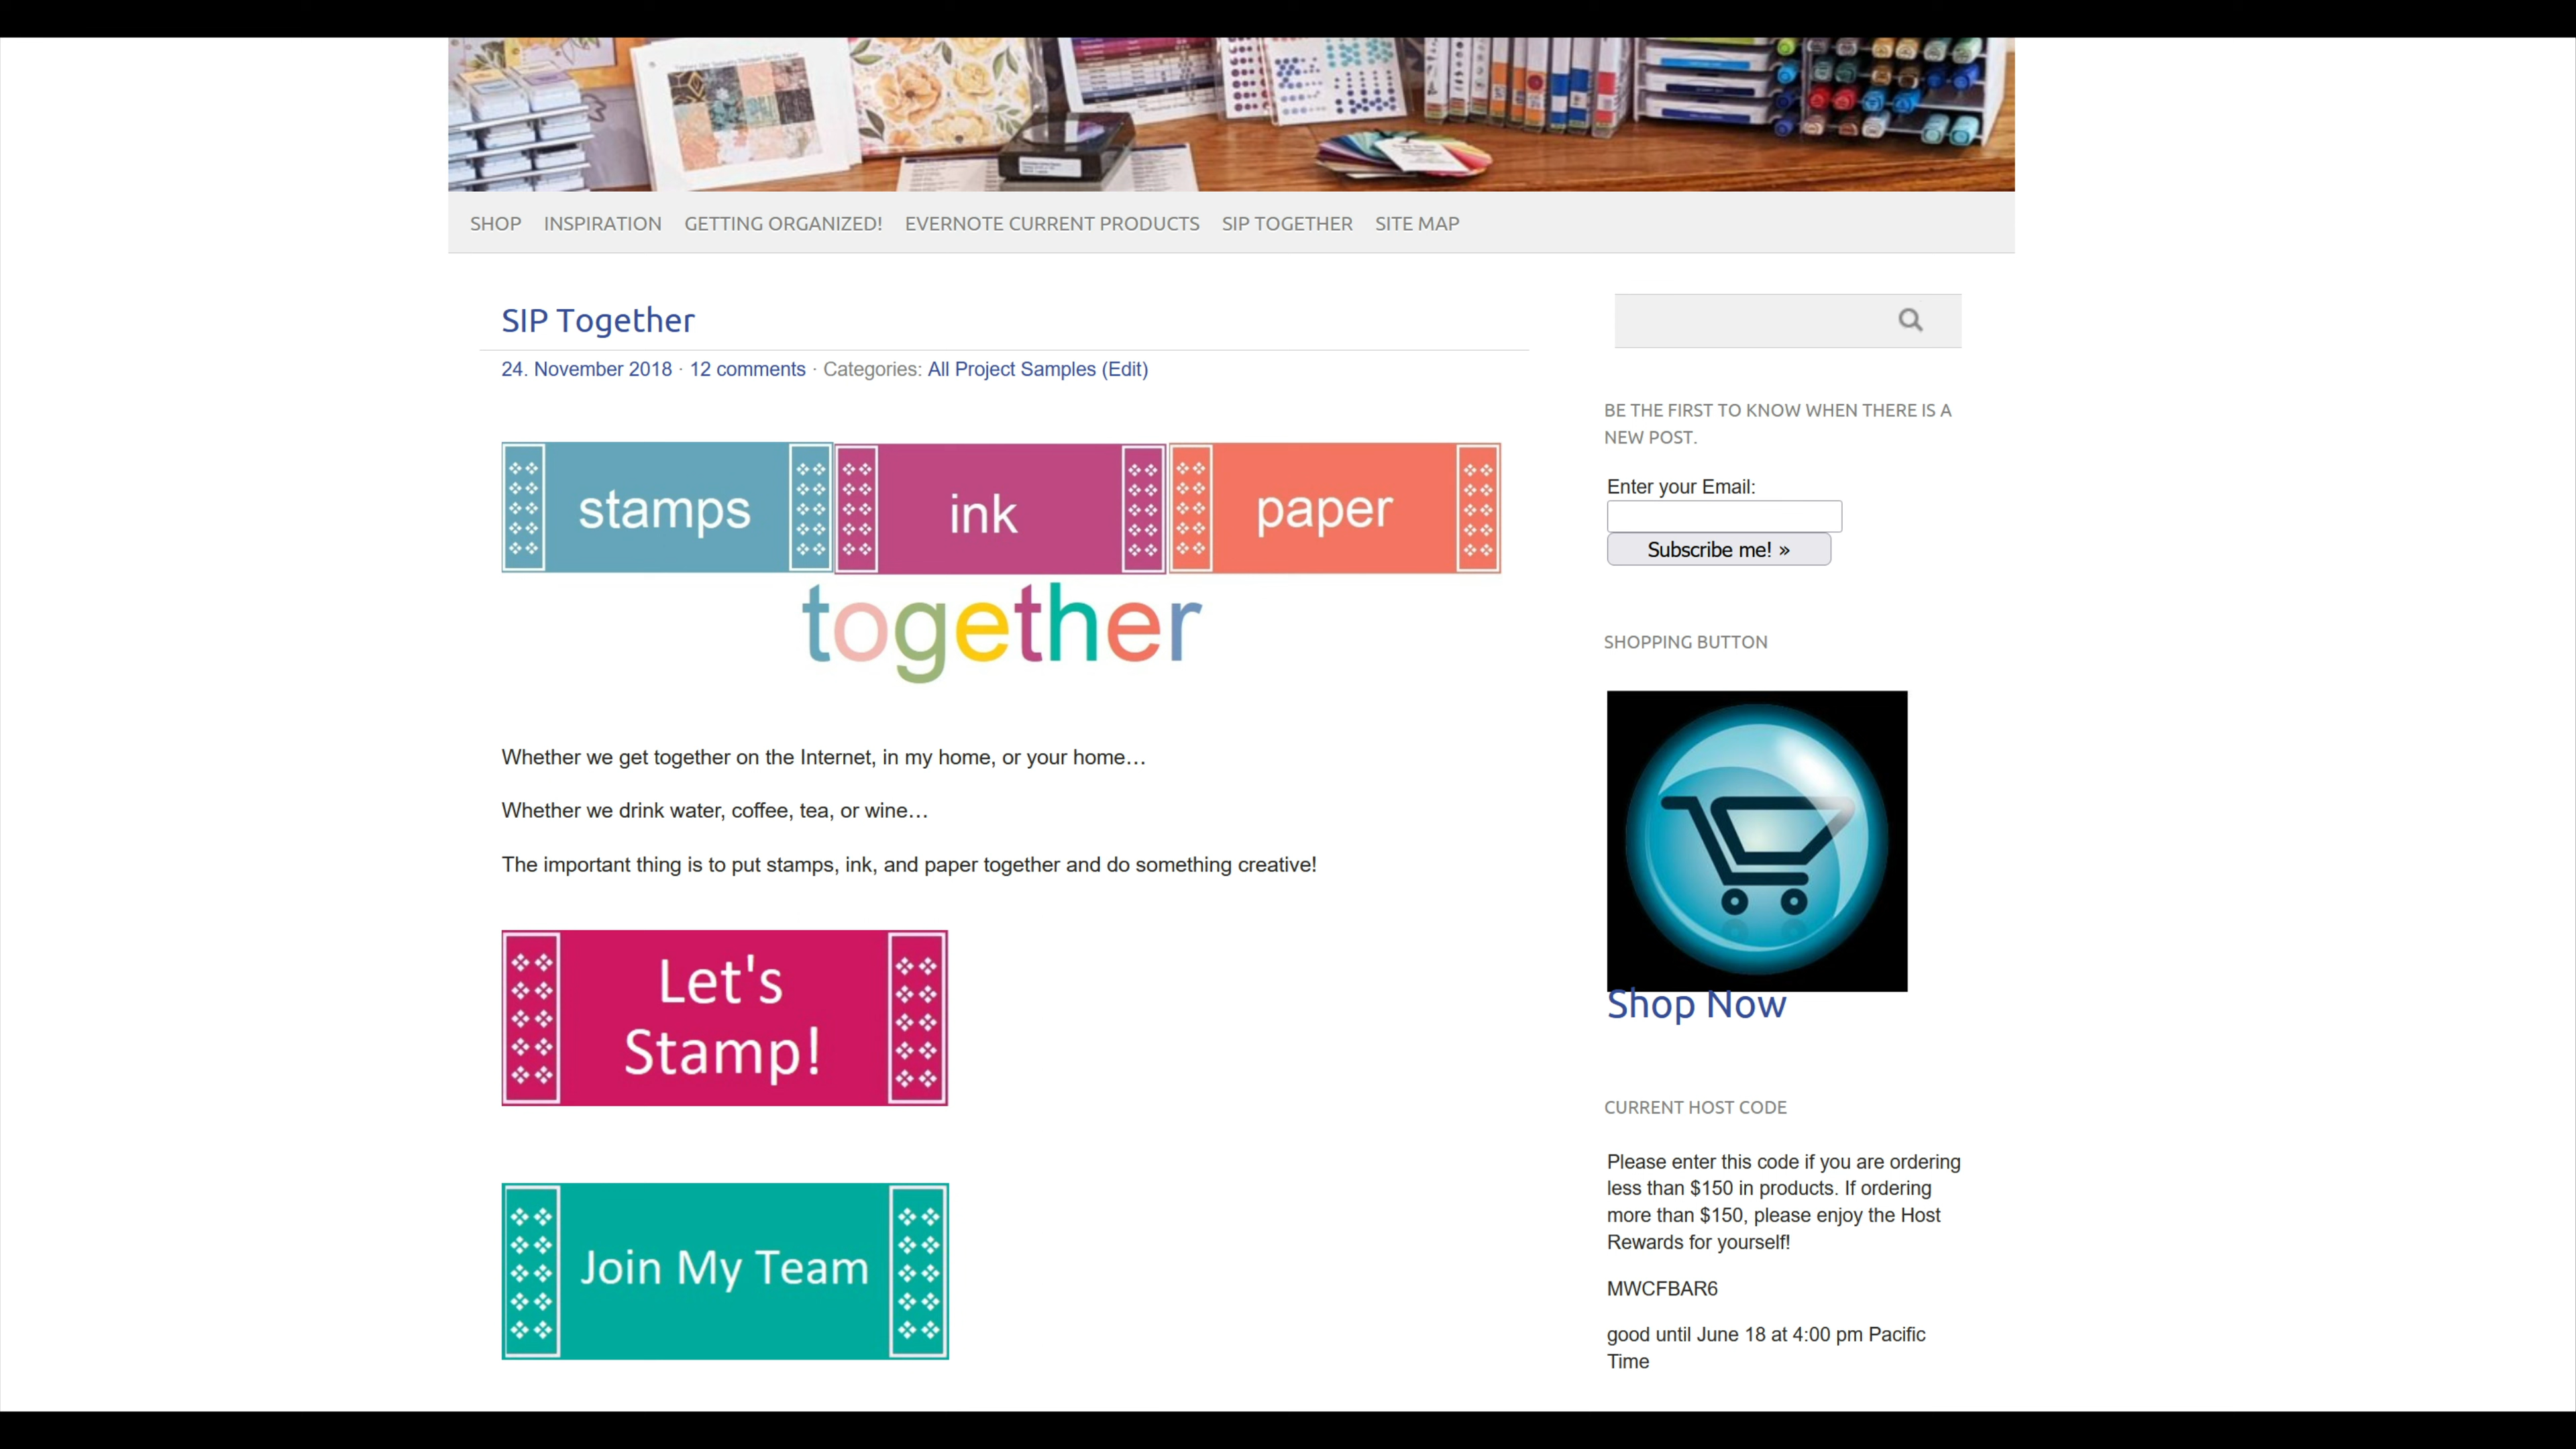 SHOP INSPIRATION GETTING ORGANIZED! EVERNOTE CURRENT PRODUCTS SIP TOGETHER SITE MAP
SIP Together
24. November 2018 · 12 comments · Categories: All Project Samples (Edit)
stamps ink paper
together
Whether we get together on the Internet, in my home, or your home…
Whether we drink water, coffee, tea, or wine…
The important thing is to put stamps, ink, and paper together and do something creative!
Let's
Stamp!
Join My Team
BE THE FIRST TO KNOW WHEN THERE IS A
NEW POST.
Enter your Email:
Subscribe me! »
SHOPPING BUTTON
Shop Now
CURRENT HOST CODE
Please enter this code if you are ordering
less than $150 in products. If ordering
more than $150, please enjoy the Host
Rewards for yourself!
MWCFBAR6
good until June 18 at 4:00 pm Pacific
Time